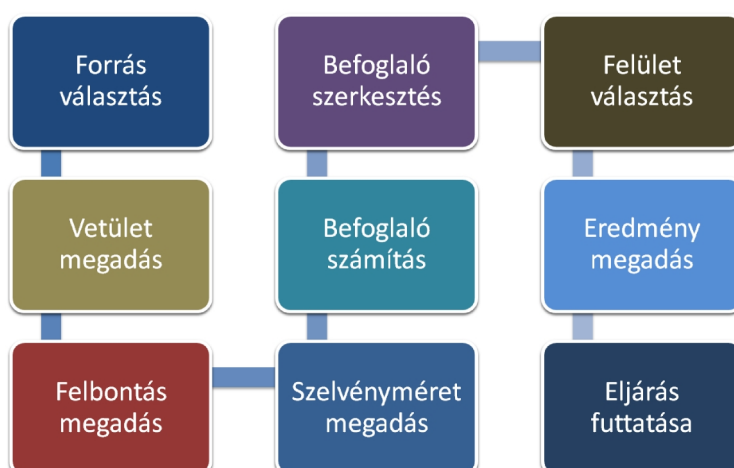 Forrás
választás
Vetület
megadás
Felbontás
megadás
Szelvényméret
megadás
Befoglaló
számítás
Befoglaló
szerkesztés
Felület
választás
Eredmény
megadás
Eljárás
futtatása